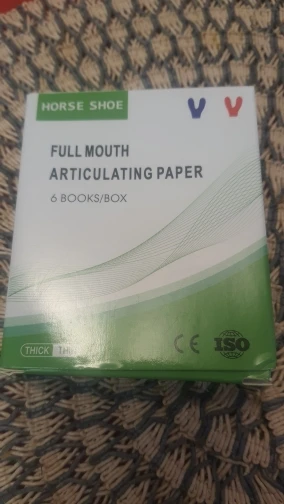 HORSE SHOE
FULL MOUTH
ARTICULATING PAPER
6 BOOKS/BOX
THICK
CE
ISO